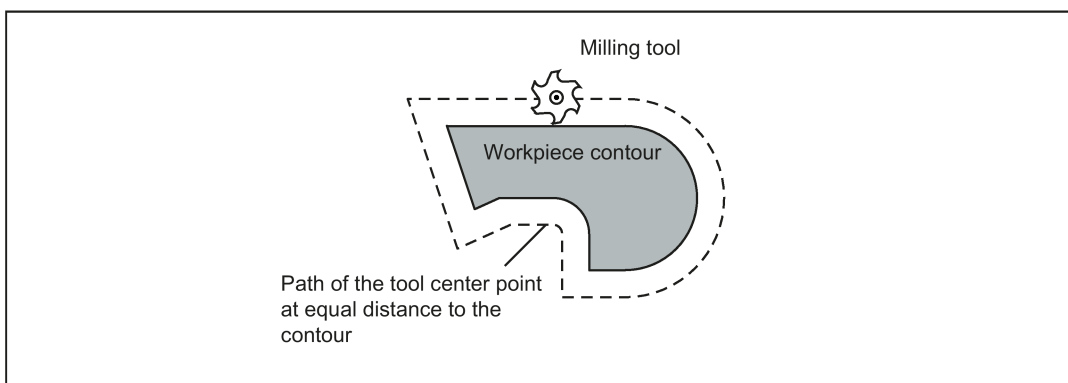 Milling tool
Workpiece contour
Path of the tool center point
at equal distance to the
contour